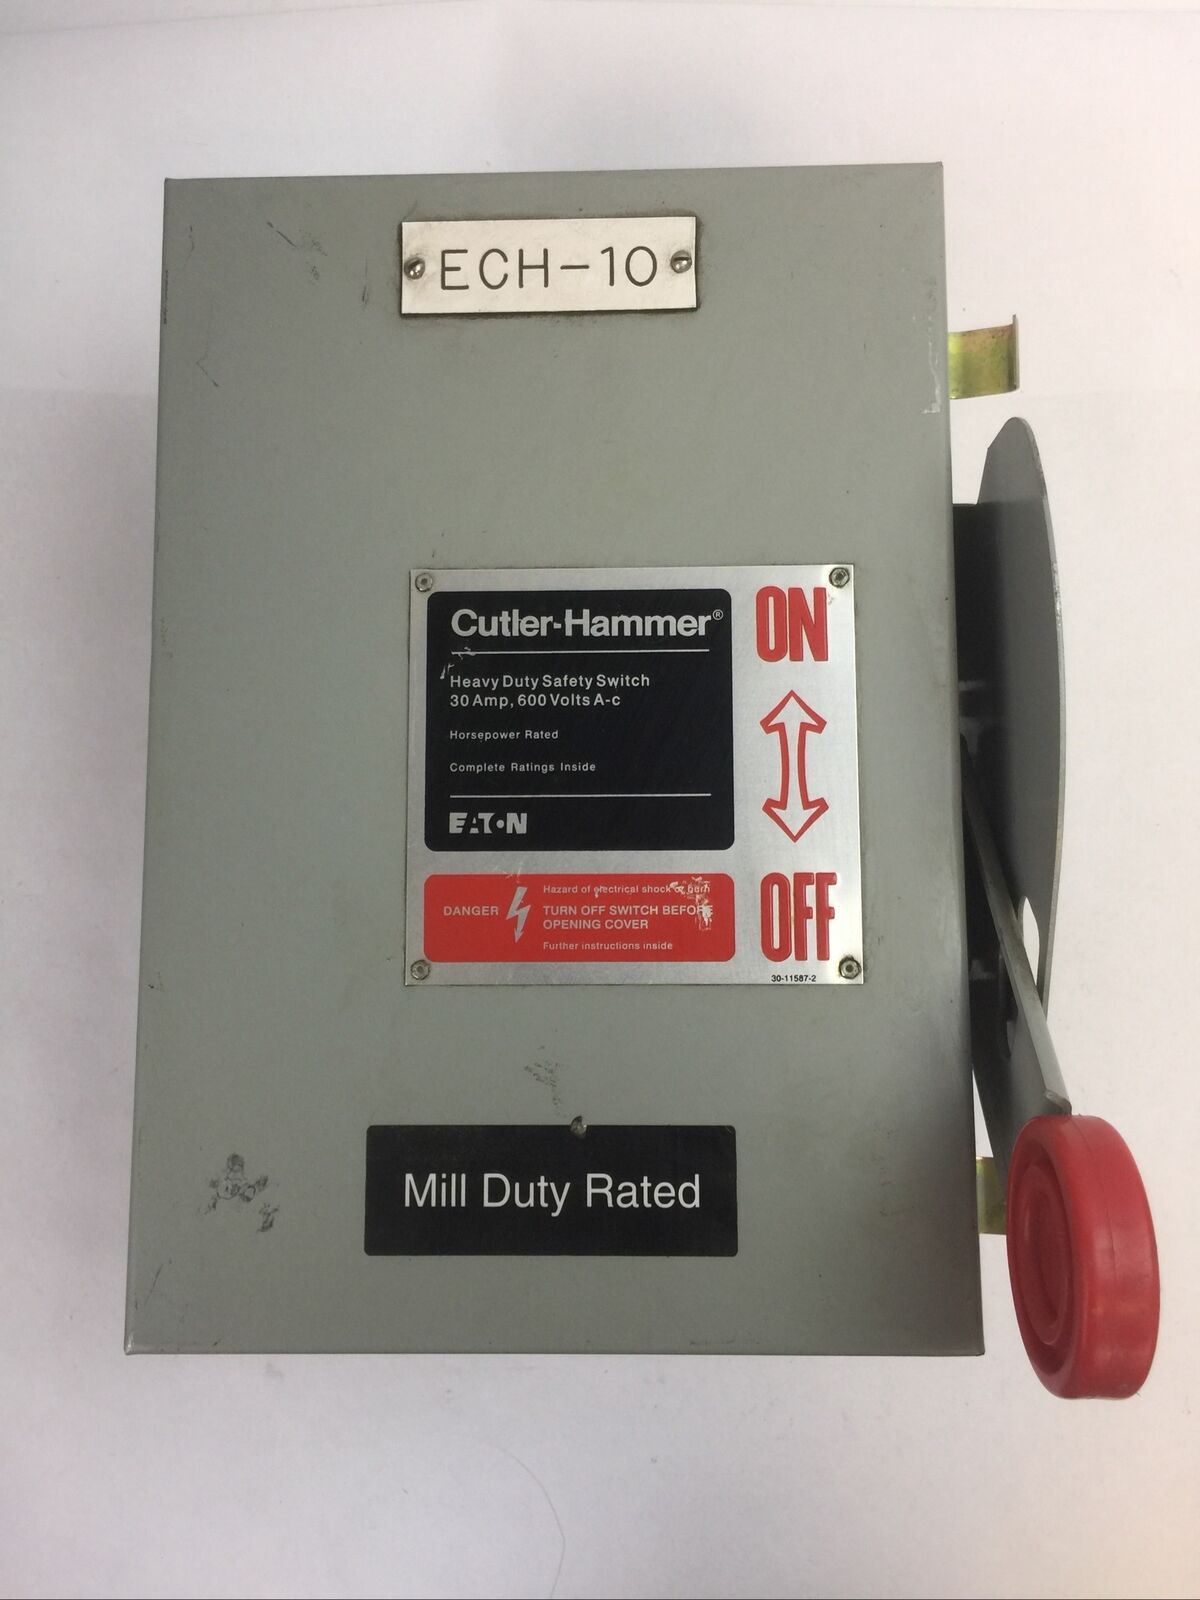 ECH-10
Cutler-Hammer®
Heavy Duty Safety Switch
30 Amp, 600 Volts A-c
Horsepower Rated
Complete Ratings Inside
EATON
ON
OFF
DANGER
Hazard of electrical shock or burn
TURN OFF SWITCH BEFORE
OPENING COVER
Further instructions inside
30-11587-2
Mill Duty Rated